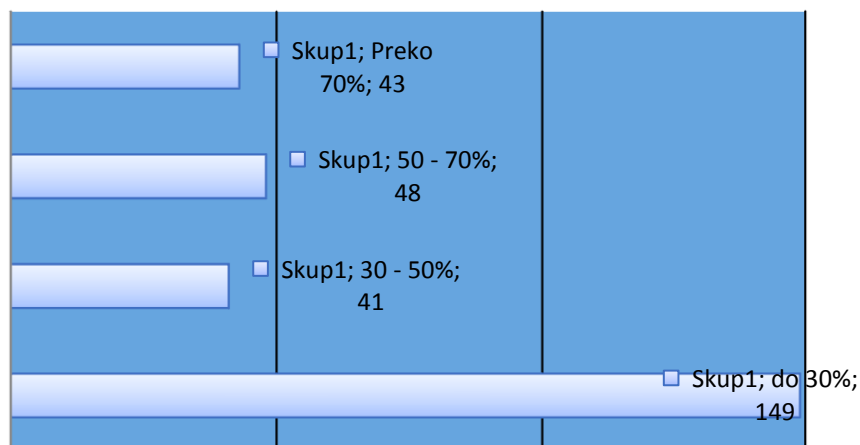 Skup1; Preko
70%; 43
Skup1; 50 - 70%;
48
Skup1; 30 - 50%;
41
Skup1; do 30%;
149